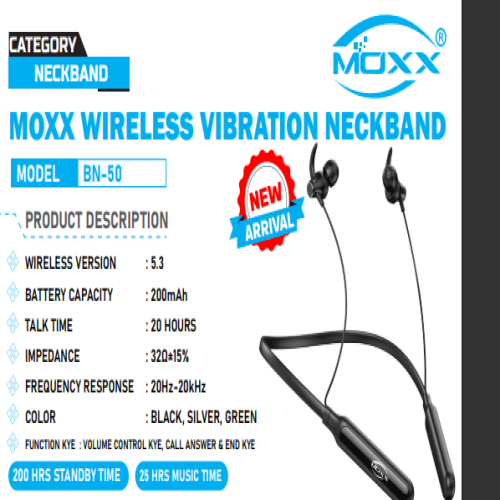 CATEGORY
NECKBAND
MOXX®
MOXX WIRELESS VIBRATION NECKBAND
MODEL BN-50
NEW
ARRIVAL
PRODUCT DESCRIPTION
WIRELESS VERSION : 5.3
BATTERY CAPACITY : 200mAh
TALK TIME : 20 HOURS
IMPEDANCE : 32Ω±15%
FREQUENCY RESPONSE : 20Hz-20kHz
COLOR : BLACK, SILVER, GREEN
FUNCTION KYE : VOLUME CONTROL KYE, CALL ANSWER & END KYE
200 HRS STANDBY TIME 25 HRS MUSIC TIME
MOXX